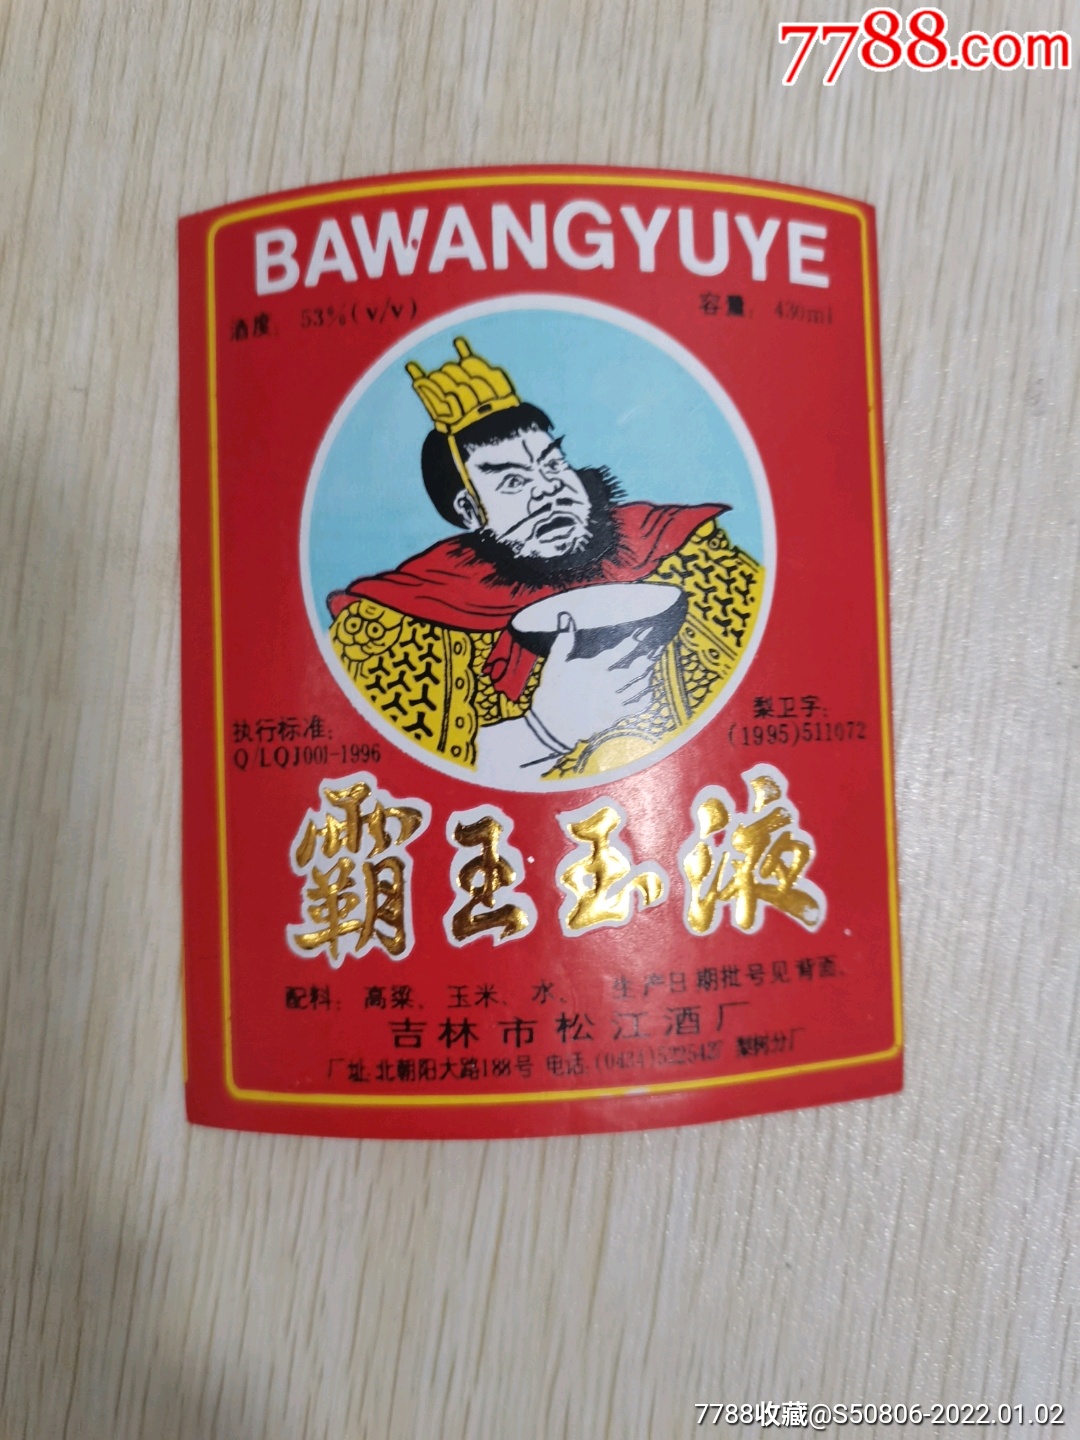 7788.com
BAWANGYUYE
酒度: 53%(v/v)
容量: 430ml
执行标准:
Q/LQJ001-1996
梨卫字:
(1995)511072
霸王玉液
配料: 高粱、玉米、水、 生产日期批号见背面.
吉林市松江酒厂
厂址:北朝阳大路188号 电话:(0434)5225427 梨树分厂
7788收藏@S50806-2022.01.02